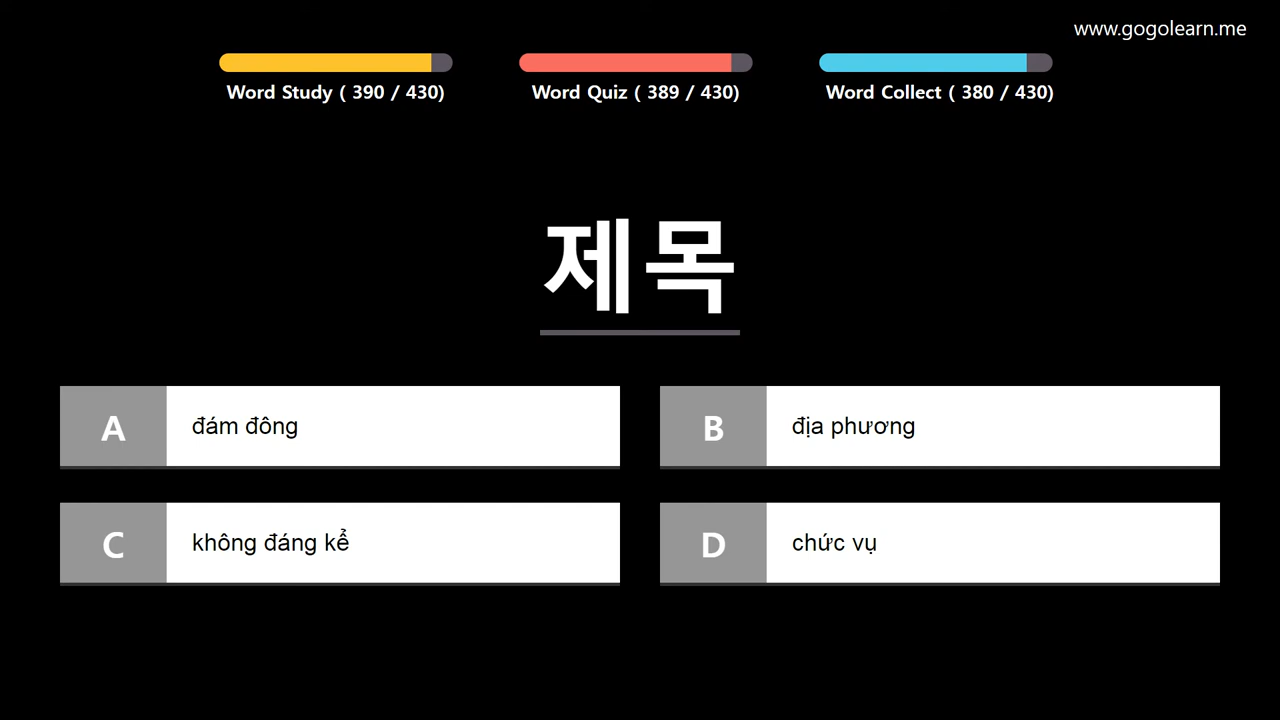 www.gogolearn.me
Word Study ( 390 / 430)
Word Quiz ( 389 / 430)
Word Collect ( 380 / 430)
제목
A đám đông
B địa phương
C không đáng kể
D chức vụ